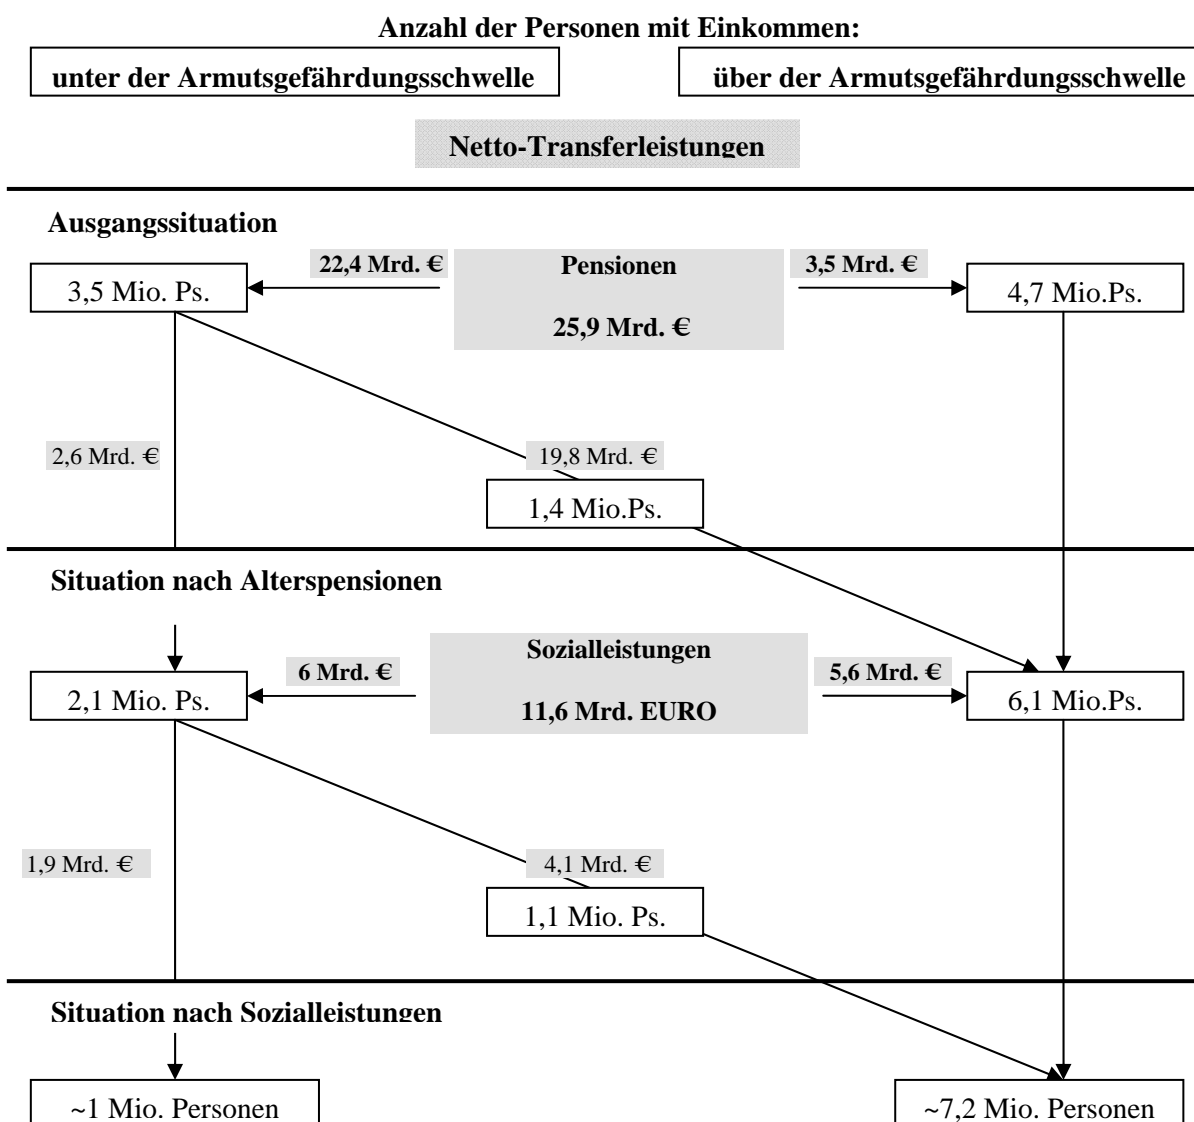 Anzahl der Personen mit Einkommen:
unter der Armutsgefährdungsschwelle
über der Armutsgefährdungsschwelle
Netto-Transferleistungen
Ausgangssituation
22,4 Mrd. €
Pensionen
3,5 Mrd. €
3,5 Mio. Ps.
4,7 Mio.Ps.
25,9 Mrd. €
2,6 Mrd. €
19,8 Mrd. €
1,4 Mio.Ps.
Situation nach Alterspensionen
Sozialleistungen
6 Mrd. €
5,6 Mrd. €
2,1 Mio. Ps.
11,6 Mrd. EURO
6,1 Mio.Ps.
1,9 Mrd. €
4,1 Mrd. €
1,1 Mio. Ps.
Situation nach Sozialleistungen
~1 Mio. Personen
~7,2 Mio. Personen